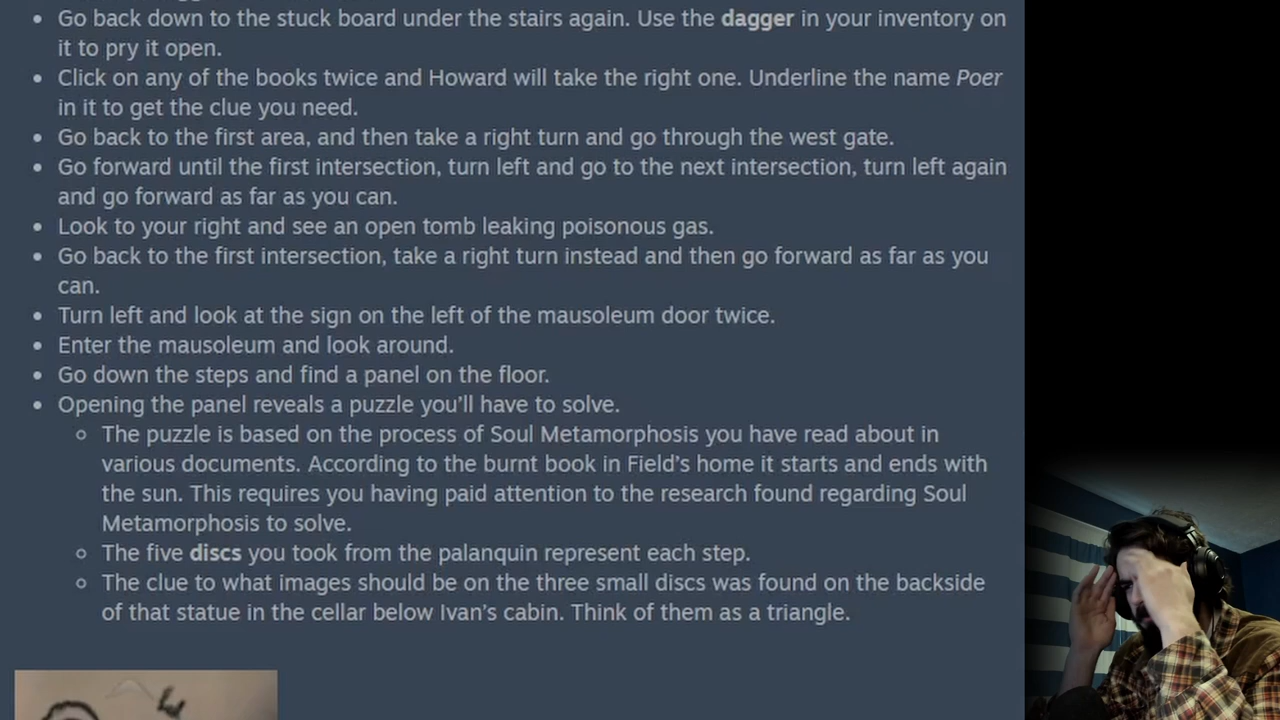 Go back down to the stuck board under the stairs again. Use the dagger in your inventory on
it to pry it open.
Click on any of the books twice and Howard will take the right one. Underline the name Poer
in it to get the clue you need.
Go back to the first area, and then take a right turn and go through the west gate.
Go forward until the first intersection, turn left and go to the next intersection, turn left again
and go forward as far as you can.
Look to your right and see an open tomb leaking poisonous gas.
Go back to the first intersection, take a right turn instead and then go forward as far as you
can.
Turn left and look at the sign on the left of the mausoleum door twice.
Enter the mausoleum and look around.
Go down the steps and find a panel on the floor.
Opening the panel reveals a puzzle you’ll have to solve.
The puzzle is based on the process of Soul Metamorphosis you have read about in
various documents. According to the burnt book in Field’s home it starts and ends with
the sun. This requires you having paid attention to the research found regarding Soul
Metamorphosis to solve.
The five discs you took from the palanquin represent each step.
The clue to what images should be on the three small discs was found on the backside
of that statue in the cellar below Ivan’s cabin. Think of them as a triangle.